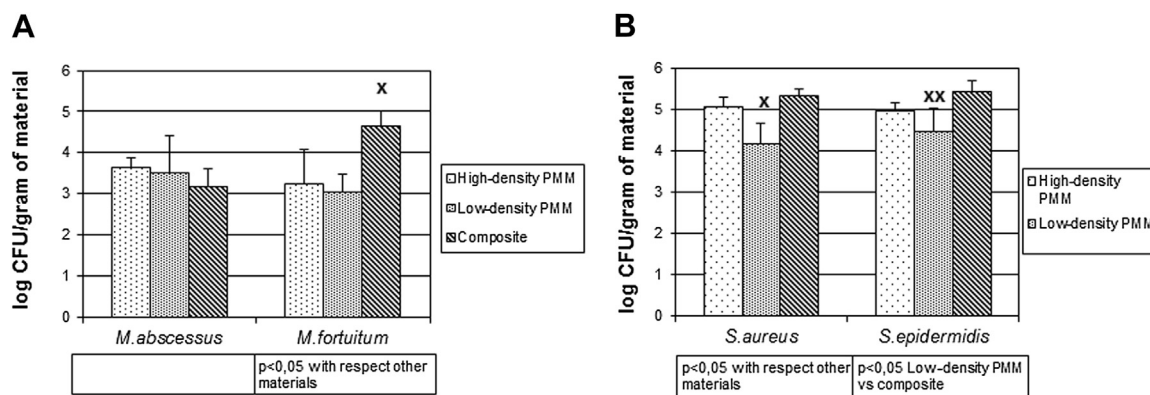 A
log CFU/gram of material
6
5
4
3
2
1
0
x
M.abscessus
M.fortuitum
High-density PMM
Low-density PMM
Composite
p<0,05 with respect other
materials
B
log CFU/gram of material
6
5
4
3
2
1
0
x
xx
S.aureus
S.epidermidis
High-density
PMM
Low-density PMM
p<0,05 with respect other
materials
p<0,05 Low-density PMM
vs composite